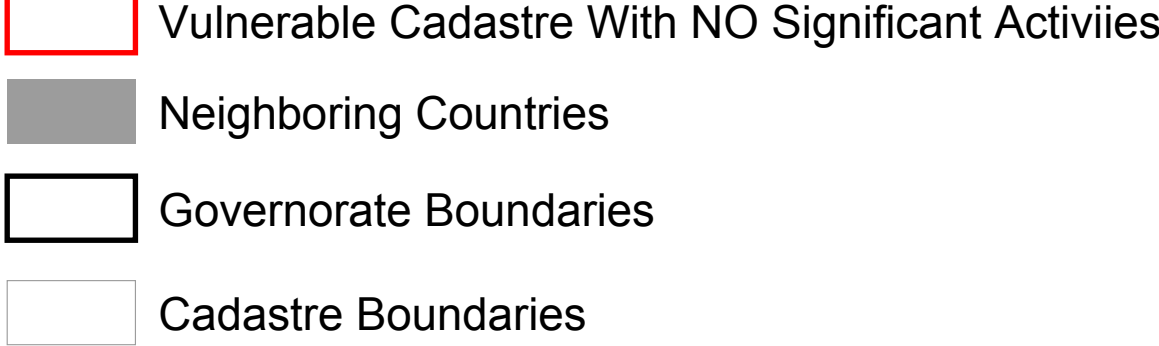 Vulnerable Cadastre With NO Significant Activiies
Neighboring Countries
Governorate Boundaries
Cadastre Boundaries